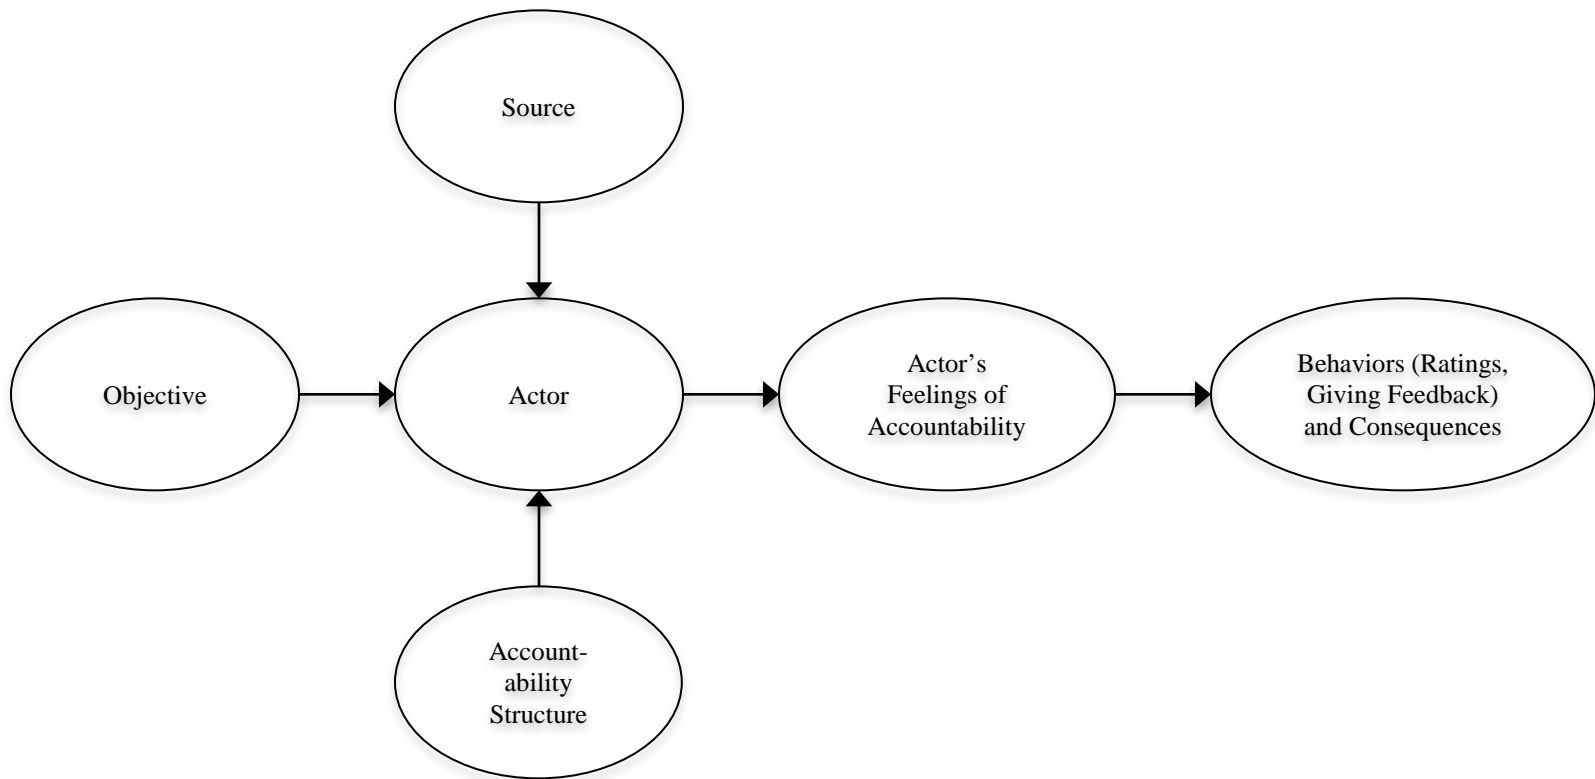 Source
Objective
Actor
Actor’s
Feelings of
Accountability
Behaviors (Ratings,
Giving Feedback)
and Consequences
Account-
ability
Structure